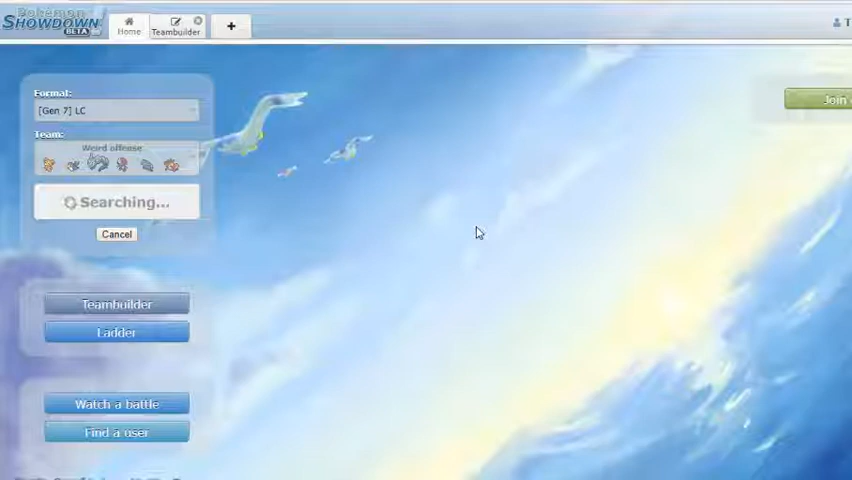 Pokémon
SHOWDOWN!
BETA
Home
Teambuilder
+
Format:
[Gen 7] LC
Team:
Weird offense
Searching...
Cancel
Join
Teambuilder
Ladder
Watch a battle
Find a user